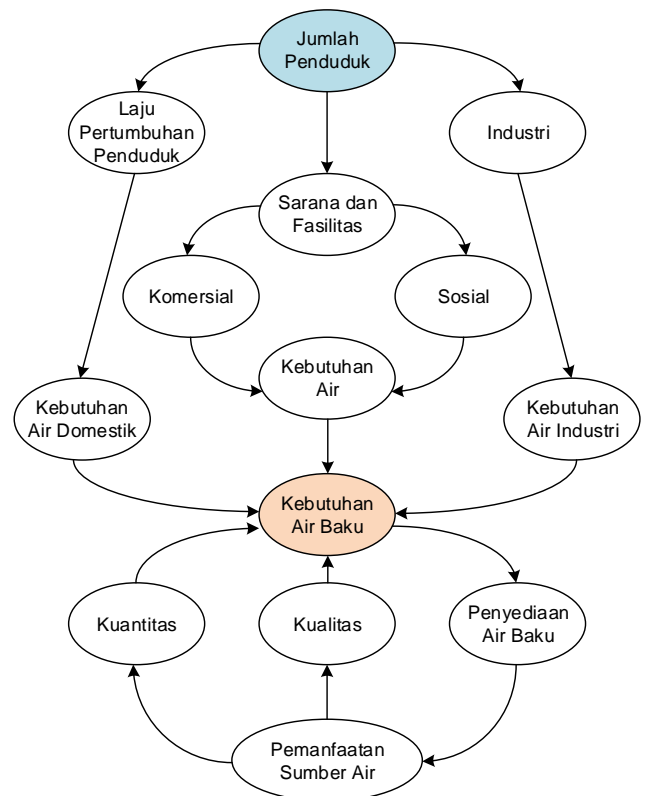 Jumlah
Penduduk
Laju
Pertumbuhan
Penduduk
Industri
Sarana dan
Fasilitas
Komersial
Sosial
Kebutuhan
Air
Kebutuhan
Air Domestik
Kebutuhan
Air Industri
Kebutuhan
Air Baku
Kuantitas
Kualitas
Penyediaan
Air Baku
Pemanfaatan
Sumber Air